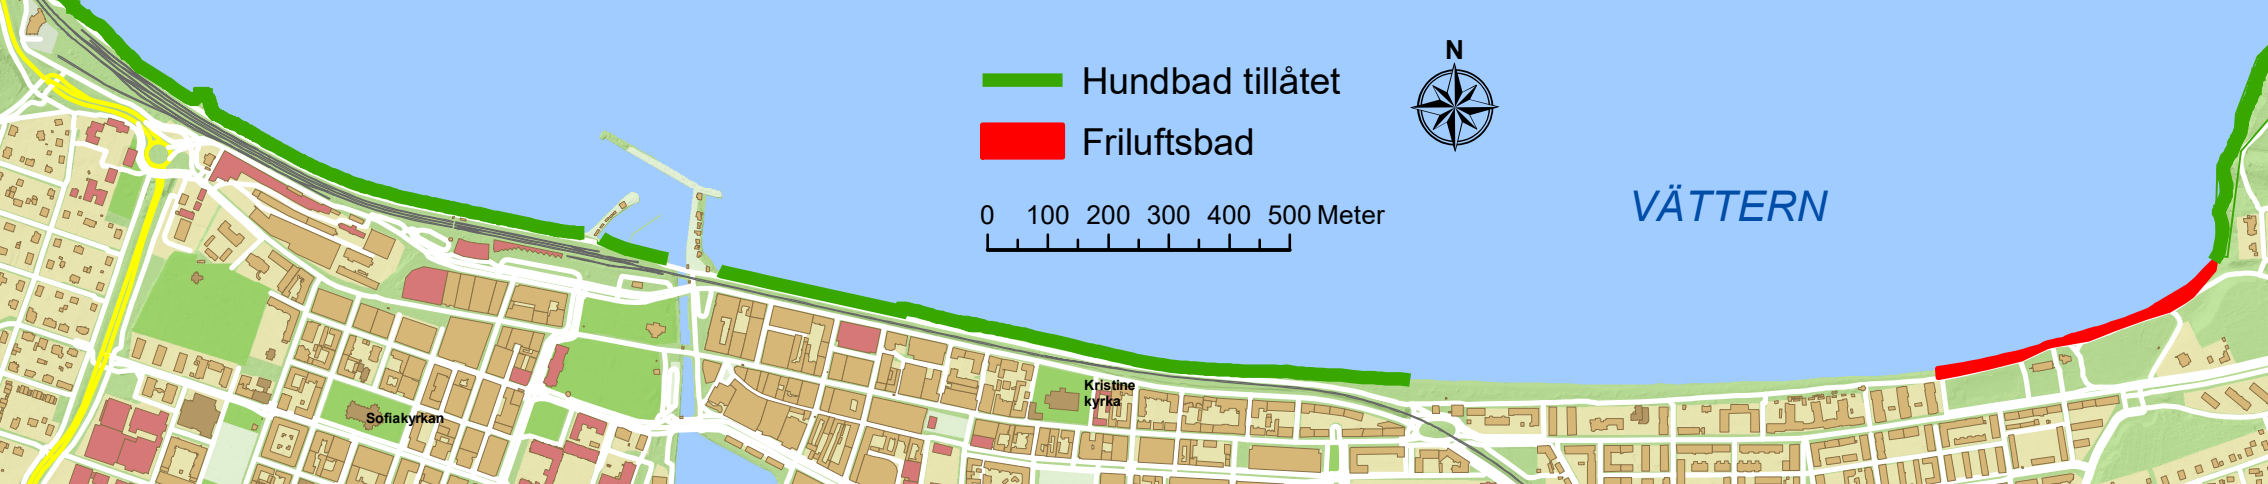 N
Hundbad tillåtet
Friluftsbad
0 100 200 300 400 500 Meter
VÄTTERN
Kristine
kyrka
Sofiakyrkan